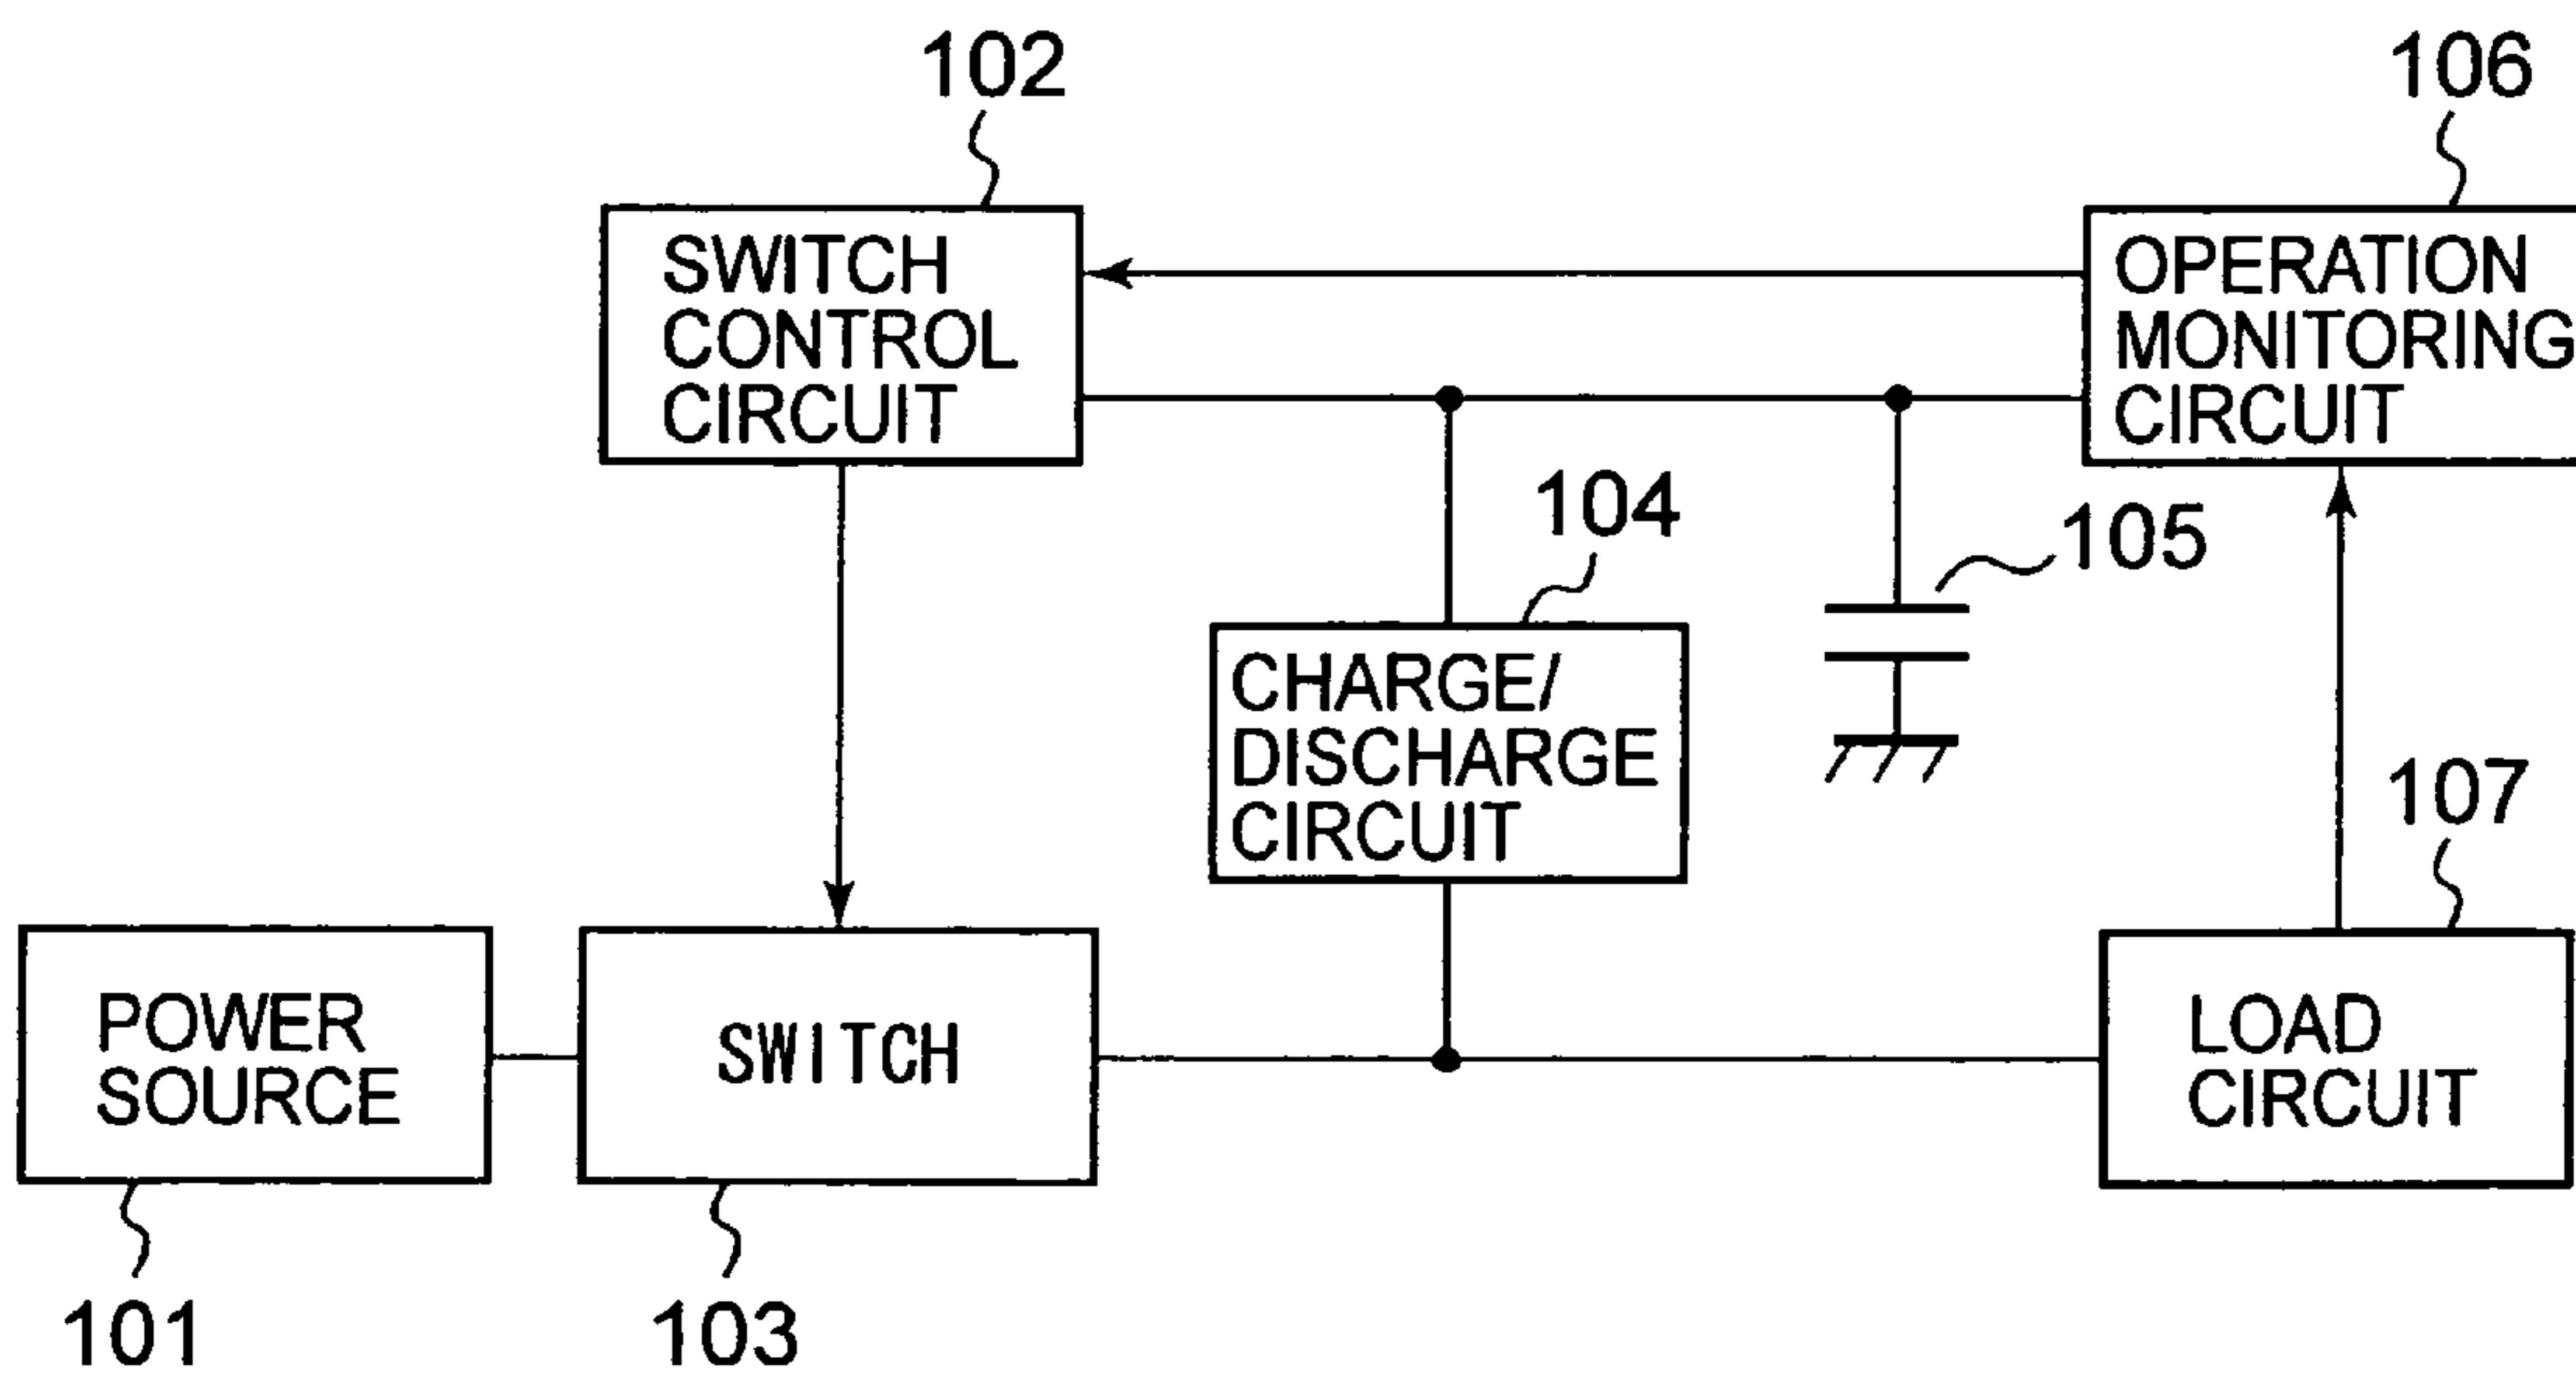 102
106
SWITCH
CONTROL
CIRCUIT
OPERATION
MONITORING
CIRCUIT
104
105
CHARGE/
DISCHARGE
CIRCUIT
107
POWER
SOURCE
SWITCH
LOAD
CIRCUIT
101
103